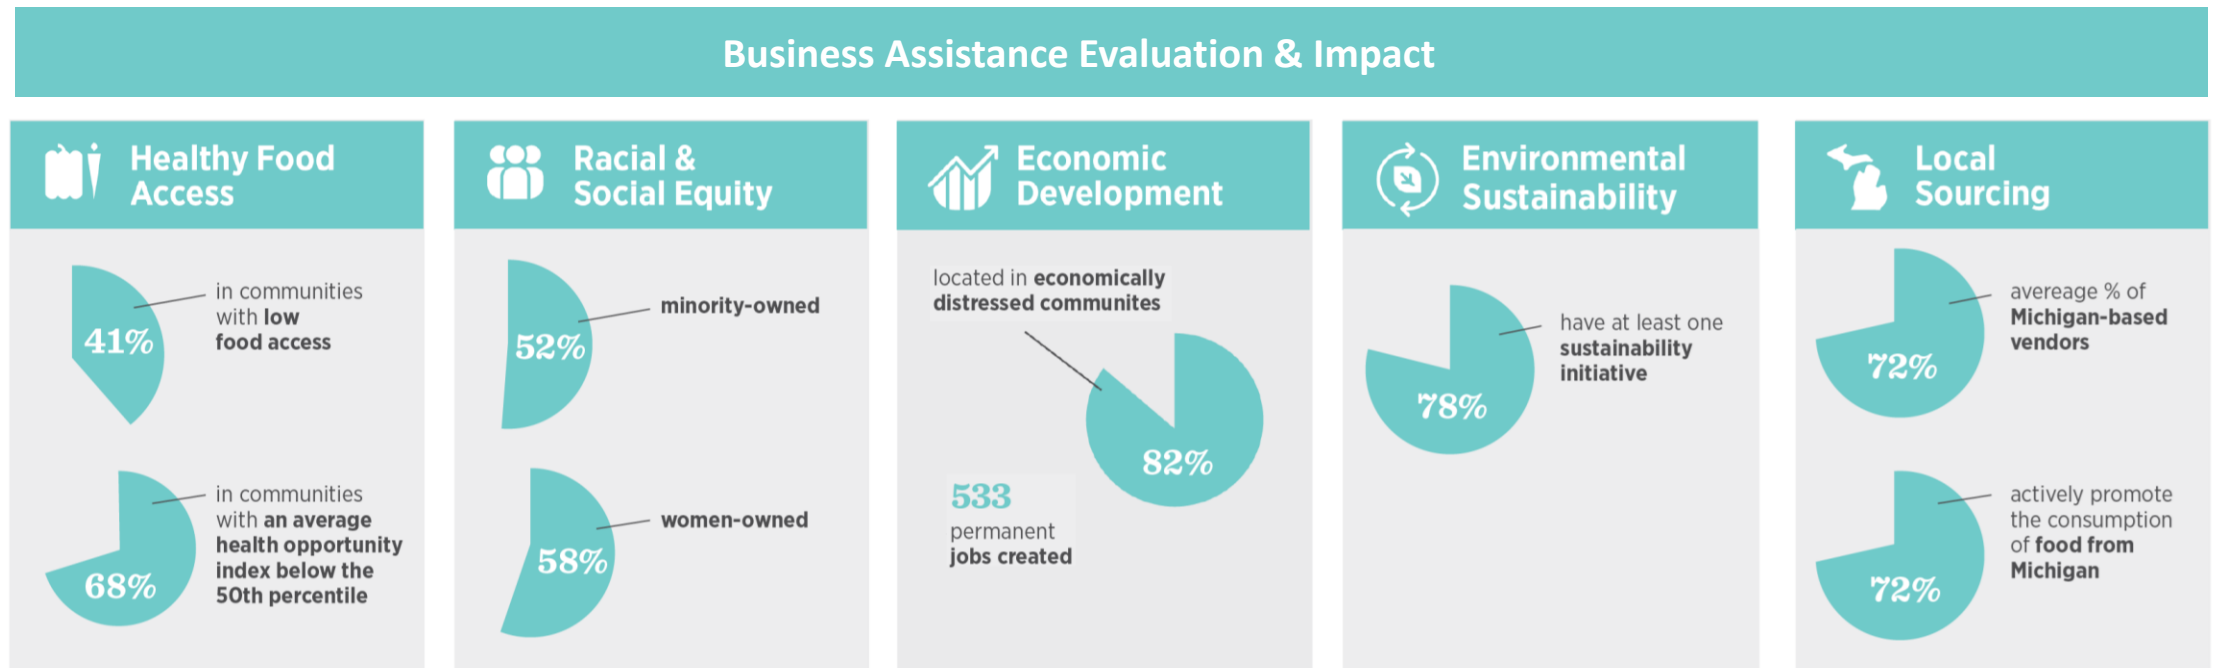 Business Assistance Evaluation & Impact
Healthy Food
Access
41%
in communities
with low
food access
68%
in communities
with an average
health opportunity
index below the
50th percentile
Racial &
Social Equity
52%
minority-owned
58%
women-owned
Economic
Development
located in economically
distressed communites
82%
533
permanent
jobs created
Environmental
Sustainability
78%
have at least one
sustainability
initiative
Local
Sourcing
72%
avereage % of
Michigan-based
vendors
72%
actively promote
the consumption
of food from
Michigan